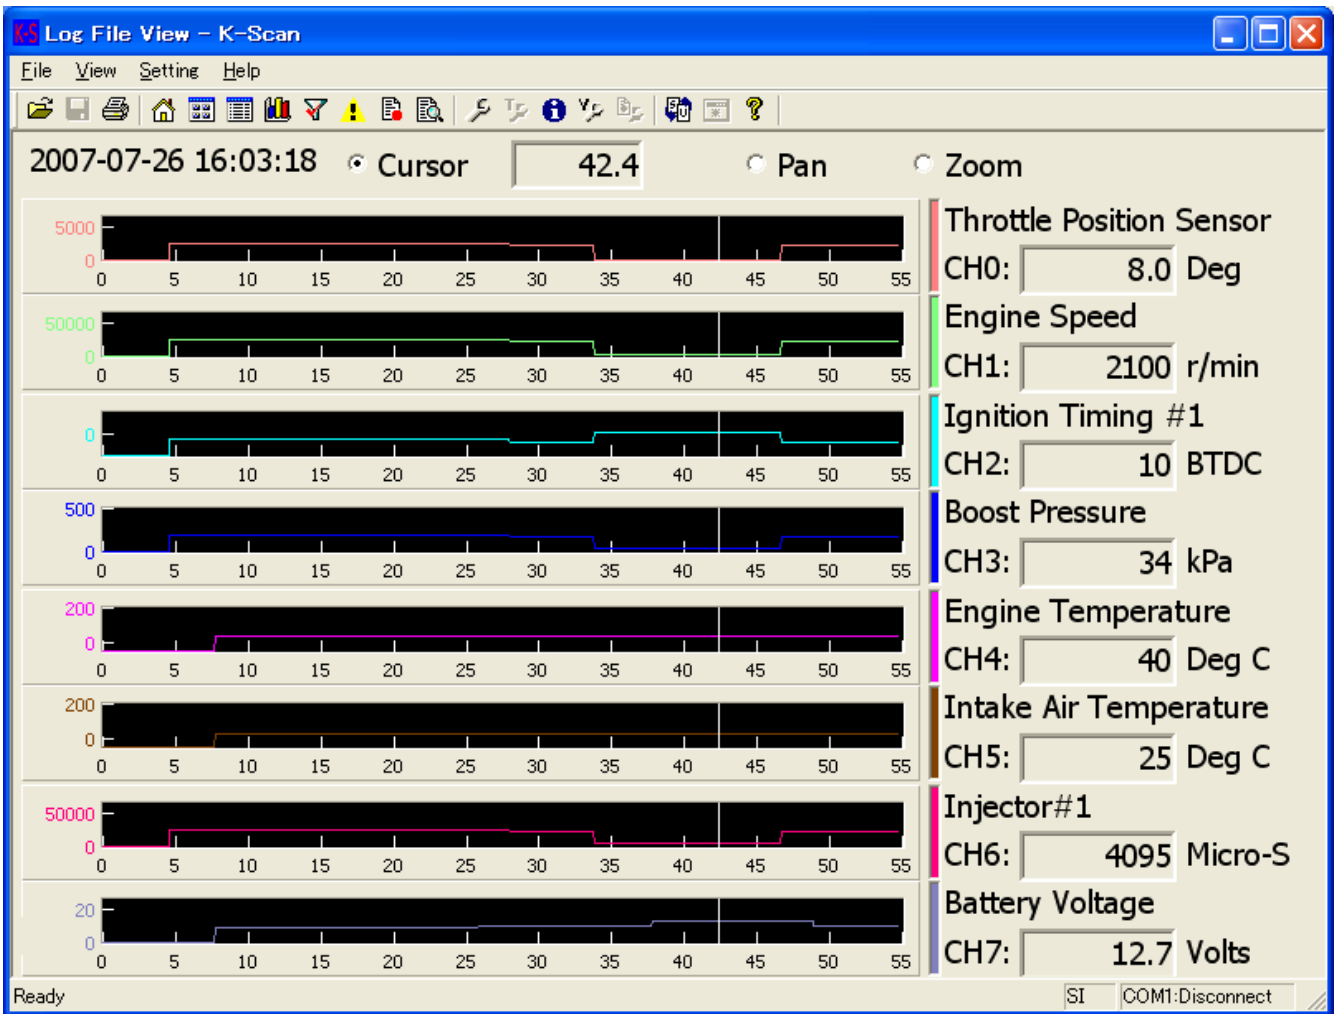 K-S Log File View - K-Scan
File View Setting Help
2007-07-26 16:03:18 Cursor 42.4 Pan Zoom
5000
0
0 5 10 15 20 25 30 35 40 45 50 55
Throttle Position Sensor
CH0: 8.0 Deg
50000
0
0 5 10 15 20 25 30 35 40 45 50 55
Engine Speed
CH1: 2100 r/min
0
0 5 10 15 20 25 30 35 40 45 50 55
Ignition Timing #1
CH2: 10 BTDC
500
0
0 5 10 15 20 25 30 35 40 45 50 55
Boost Pressure
CH3: 34 kPa
200
0
0 5 10 15 20 25 30 35 40 45 50 55
Engine Temperature
CH4: 40 Deg C
200
0
0 5 10 15 20 25 30 35 40 45 50 55
Intake Air Temperature
CH5: 25 Deg C
50000
0
0 5 10 15 20 25 30 35 40 45 50 55
Injector#1
CH6: 4095 Micro-S
20
0
0 5 10 15 20 25 30 35 40 45 50 55
Battery Voltage
CH7: 12.7 Volts
Ready SI COM1:Disconnect